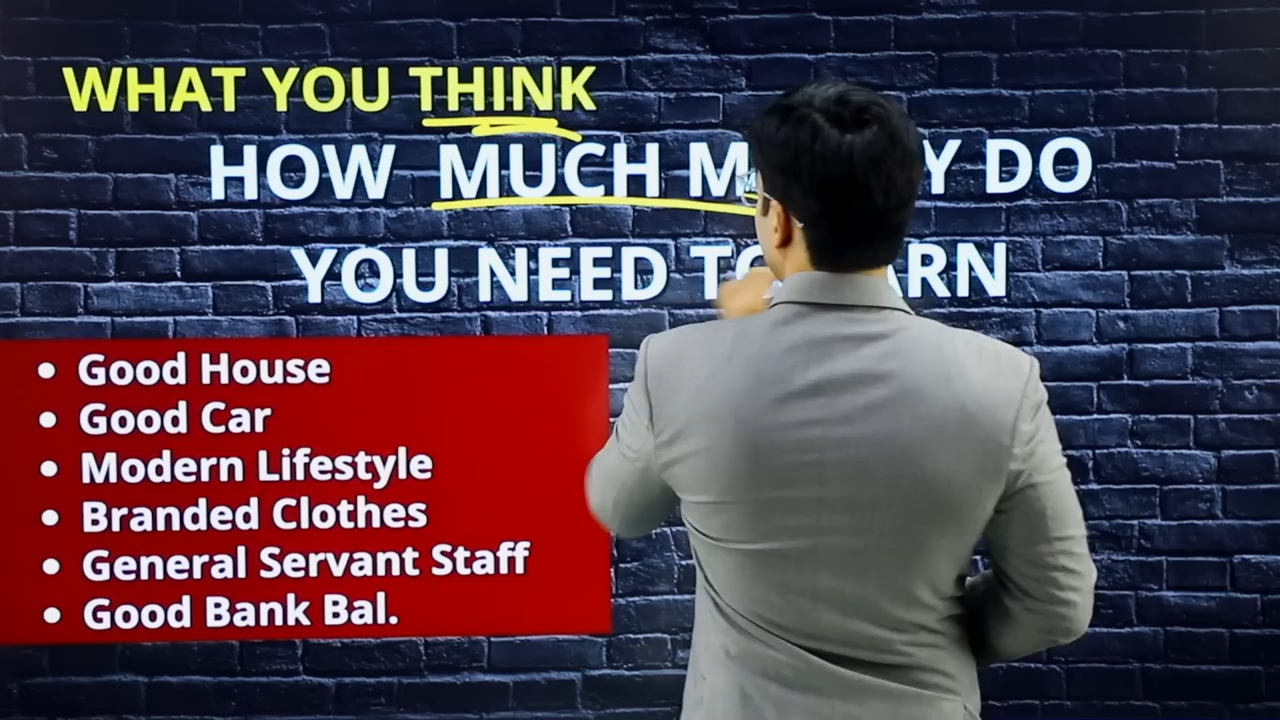 WHAT YOU THINK
HOW MUCH DO
YOU NEED
• Good House
• Good Car
• Modern Lifestyle
• Branded Clothes
• General Servant Staff
• Good Bank Bal.